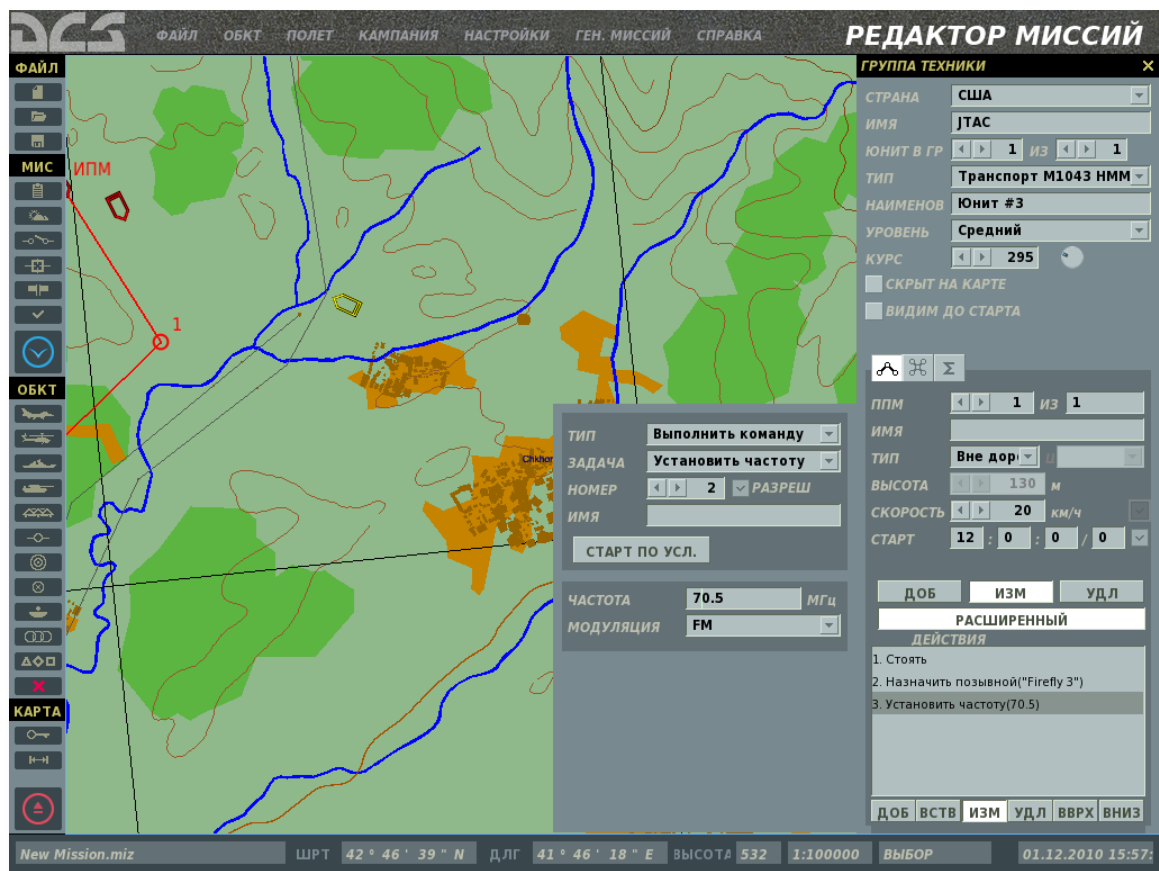 DCS ФАЙЛ ОБКТ ПОЛЕТ КАМПАНИЯ НАСТРОЙКИ ГЕН. МИССИЙ СПРАВКА РЕДАКТОР МИССИЙ
ФАЙЛ
МИС
ОБКТ
КАРТА
ИПМ
1
Chkhor
ГРУППА ТЕХНИКИ
СТРАНА США
ИМЯ JTAC
ЮНИТ В ГР 1 ИЗ 1
ТИП Транспорт M1043 HMM
НАИМЕНОВ Юнит #3
УРОВЕНЬ Средний
КУРС 295
СКРЫТ НА КАРТЕ
ВИДИМ ДО СТАРТА
Σ
ППМ 1 ИЗ 1
ИМЯ
ТИП Вне дор Ц
ВЫСОТА 130 м
СКОРОСТЬ 20 км/ч
СТАРТ 12 : 0 : 0 / 0
ДОБ ИЗМ УДЛ
РАСШИРЕННЫЙ
ДЕЙСТВИЯ
1. Стоять
2. Назначить позывной("Firefly 3")
3. Установить частоту(70.5)
ДОБ ВСТВ ИЗМ УДЛ ВВРХ ВНИЗ
ТИП Выполнить команду
ЗАДАЧА Установить частоту
НОМЕР 2 РАЗРЕШ
ИМЯ
СТАРТ ПО УСЛ.
ЧАСТОТА 70.5 МГц
МОДУЛЯЦИЯ FM
New Mission.miz ШРТ 42 ° 46 ' 39 " N ДЛГ 41 ° 46 ' 18 " E ВЫСОТА 532 1:100000 ВЫБОР 01.12.2010 15:57: